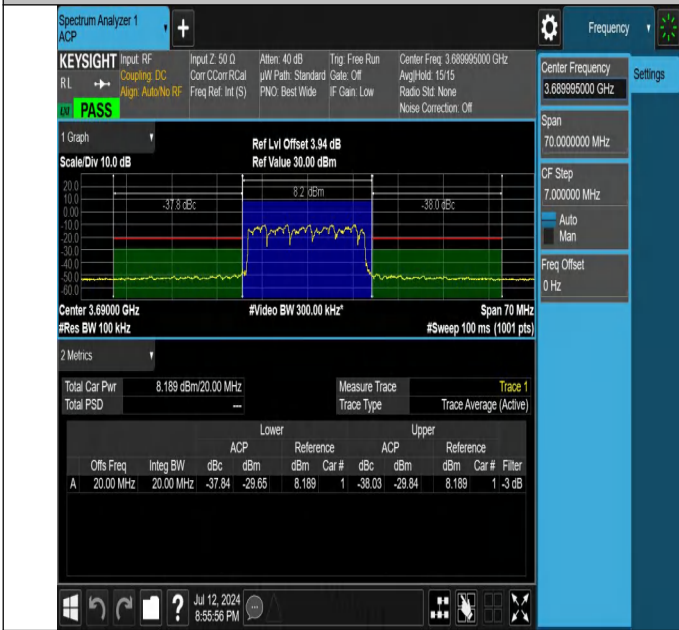 Spectrum Analyzer 1
ACP
+
Frequency
KEYSIGHT Input: RF Input Z: 50 Ω Atten: 40 dB Trig: Free Run Center Freq: 3.689995000 GHz
RL Coupling: DC Corr CCorr RCal µW Path: Standard Gate: Off Avg|Hold: 15/15
Align: Auto/No RF Freq Ref: Int (S) PNO: Best Wide IF Gain: Low Radio Std: None
Noise Correction: Off
LXI PASS
1 Graph
Ref Lvl Offset 3.94 dB
Scale/Div 10.0 dB Ref Value 30.00 dBm
20.0
10.0
0.00
-10.0
-20.0
-30.0
-40.0
-50.0
-60.0
-37.8 dBc 8.2 dBm -38.0 dBc
Center 3.69000 GHz #Video BW 300.00 kHz* Span 70 MHz
#Res BW 100 kHz #Sweep 100 ms (1001 pts)
2 Metrics
Total Car Pwr 8.189 dBm/20.00 MHz Measure Trace Trace 1
Total PSD --- Trace Type Trace Average (Active)
Lower Upper
ACP Reference ACP Reference
Offs Freq Integ BW dBc dBm dBm Car # dBc dBm dBm Car # Filter
A 20.00 MHz 20.00 MHz -37.84 -29.65 8.189 1 -38.03 -29.84 8.189 1 -3 dB
?
Jul 12, 2024
8:55:56 PM
Center Frequency
3.689995000 GHz
Settings
Span
70.0000000 MHz
CF Step
7.000000 MHz
Auto
Man
Freq Offset
0 Hz